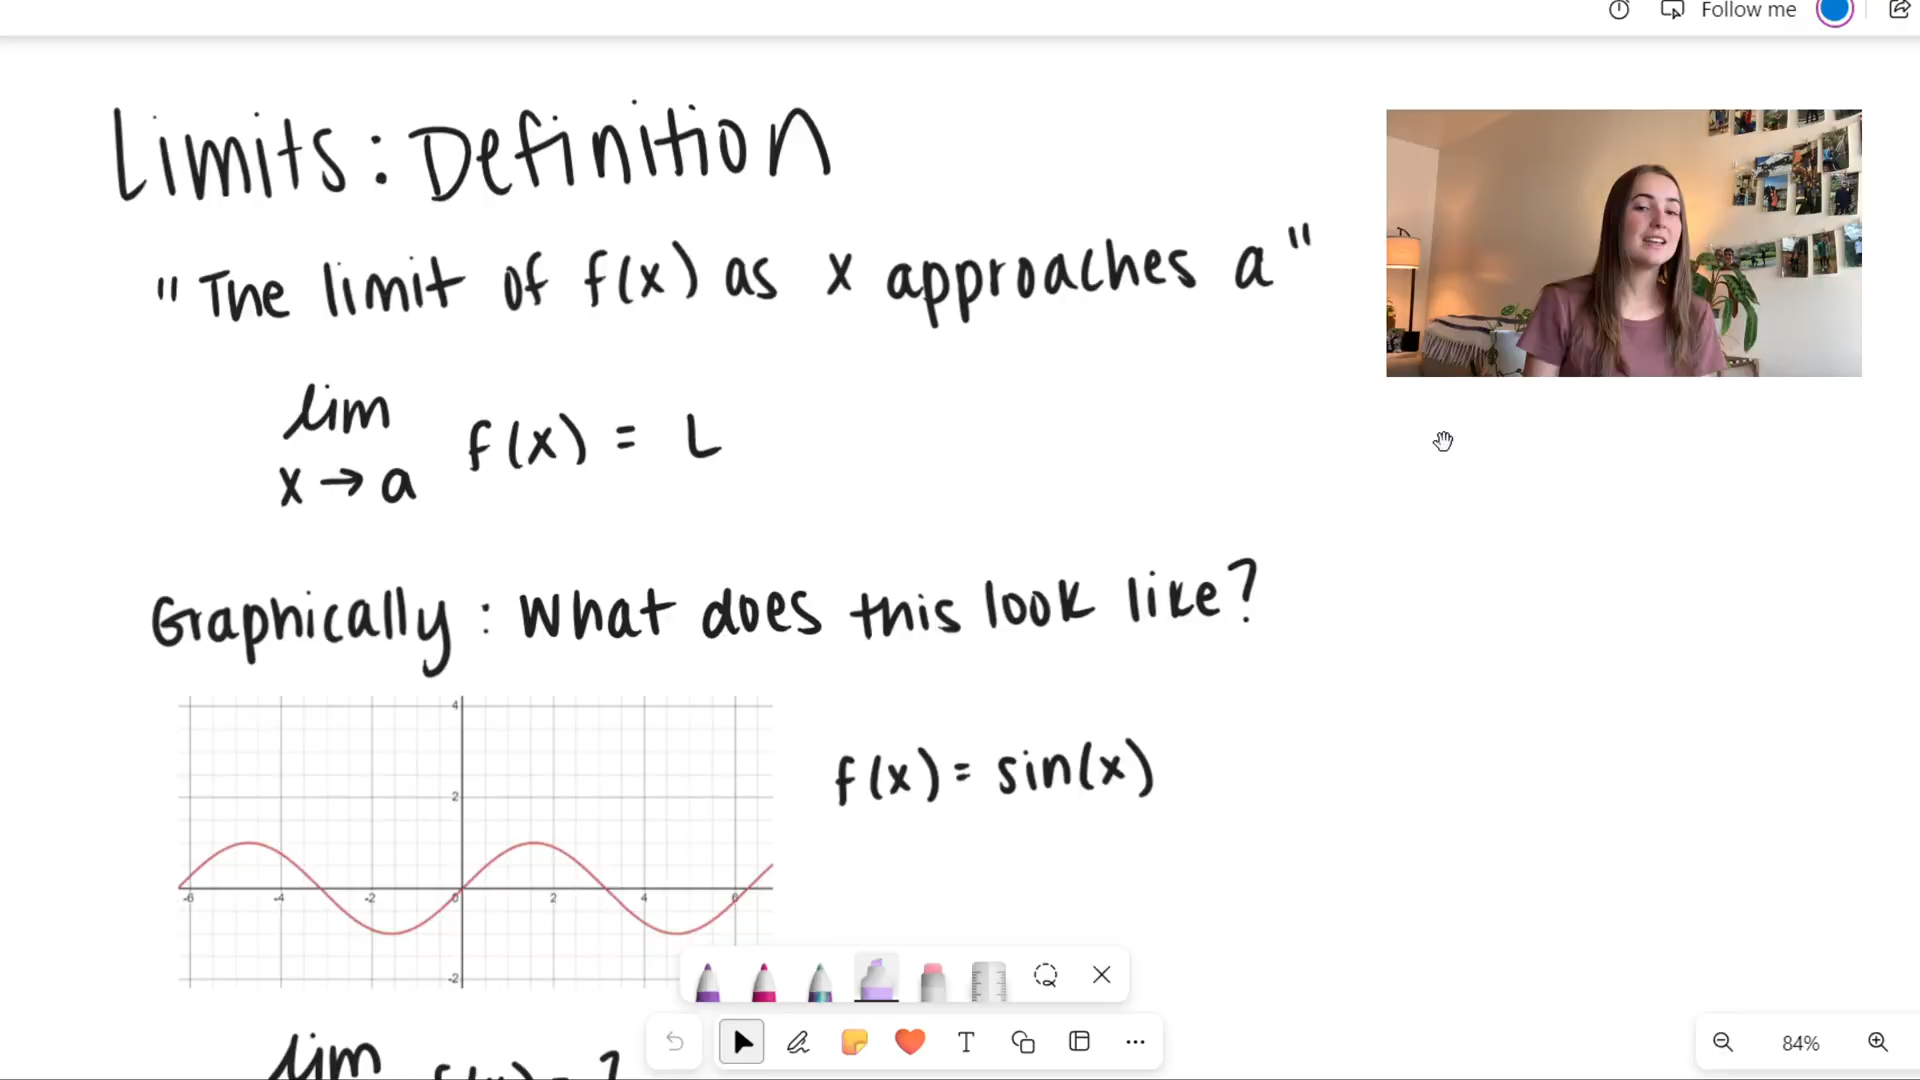 Follow me
Limits: Definition
"The limit of f(x) as x approaches a"
lim
x → a
f(x) = L
Graphically: What does this look like?
4
2
-6 -4 -2 0 2 4 6
-2
f(x) = sin(x)
lim f(x) = ?
T
84%